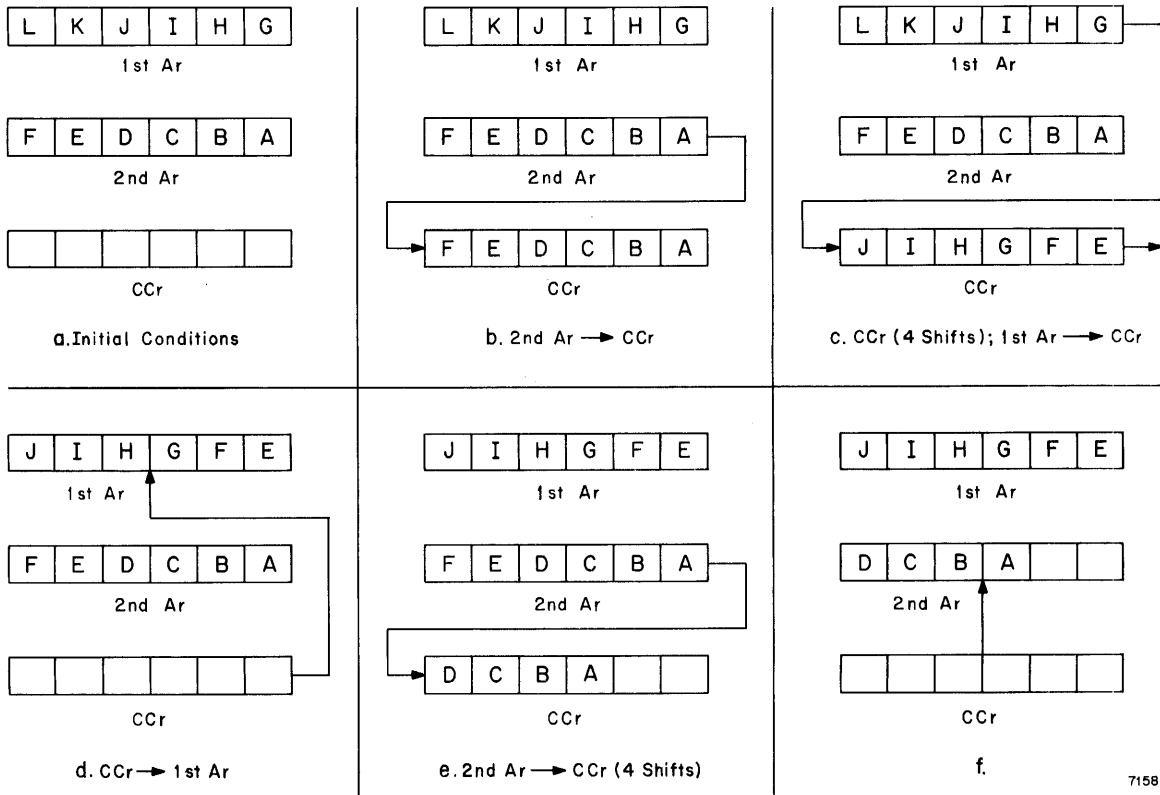 L K J I H G
1st Ar
F E D C B A
2nd Ar
CCr
a. Initial Conditions
L K J I H G
1st Ar
F E D C B A
2nd Ar
F E D C B A
CCr
b. 2nd Ar → CCr
L K J I H G
1st Ar
F E D C B A
2nd Ar
J I H G F E
CCr
c. CCr (4 Shifts); 1st Ar → CCr
J I H G F E
1st Ar
F E D C B A
2nd Ar
CCr
d. CCr → 1st Ar
J I H G F E
1st Ar
F E D C B A
2nd Ar
D C B A
CCr
e. 2nd Ar → CCr (4 Shifts)
J I H G F E
1st Ar
D C B A
2nd Ar
CCr
f.
7158